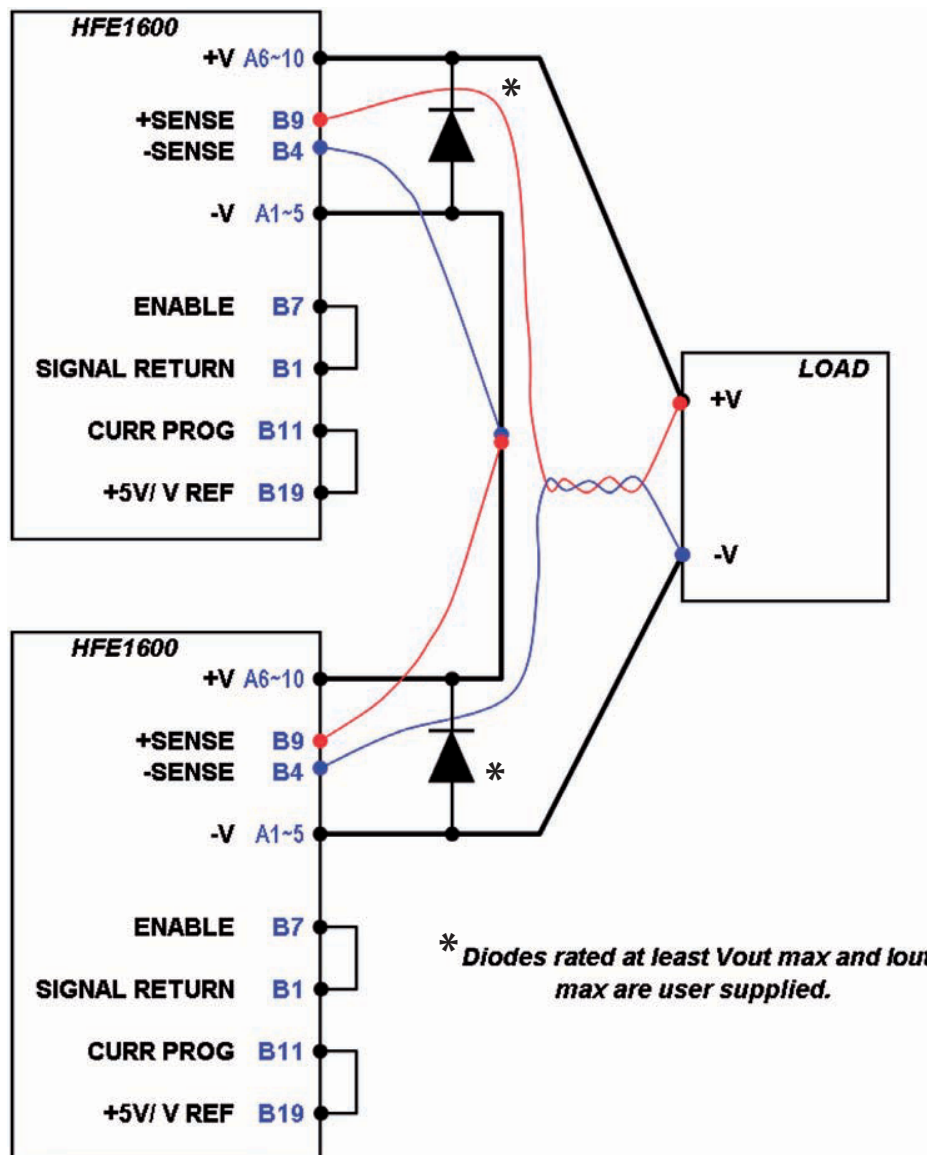 HFE1600
+V A6~10
*
+SENSE B9
-SENSE B4
-V A1~5
ENABLE B7
SIGNAL RETURN B1
CURR PROG B11
+5V/ V REF B19
LOAD
+V
-V
HFE1600
+V A6~10
+SENSE B9
-SENSE B4
*
-V A1~5
ENABLE B7
SIGNAL RETURN B1
CURR PROG B11
+5V/ V REF B19
* Diodes rated at least Vout max and Iout
max are user supplied.